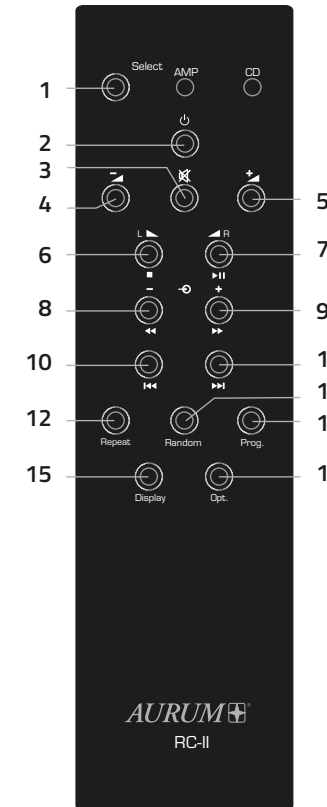 Select AMP CD
1
2
3
4
5
L R
6
7
8
9
10
1
1
12
1
Repeat Random Prog.
15
1
Display Opt.
AURUM
RC-II